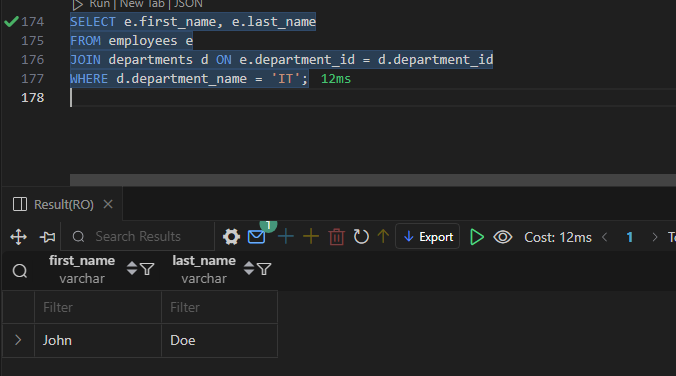 Run | New Tab | JSON
174 SELECT e.first_name, e.last_name
175 FROM employees e
176 JOIN departments d ON e.department_id = d.department_id
177 WHERE d.department_name = 'IT'; 12ms
178
Result(RO)
Search Results 1 Export Cost: 12ms < 1 >
first_name last_name
varchar varchar
Filter Filter
John Doe